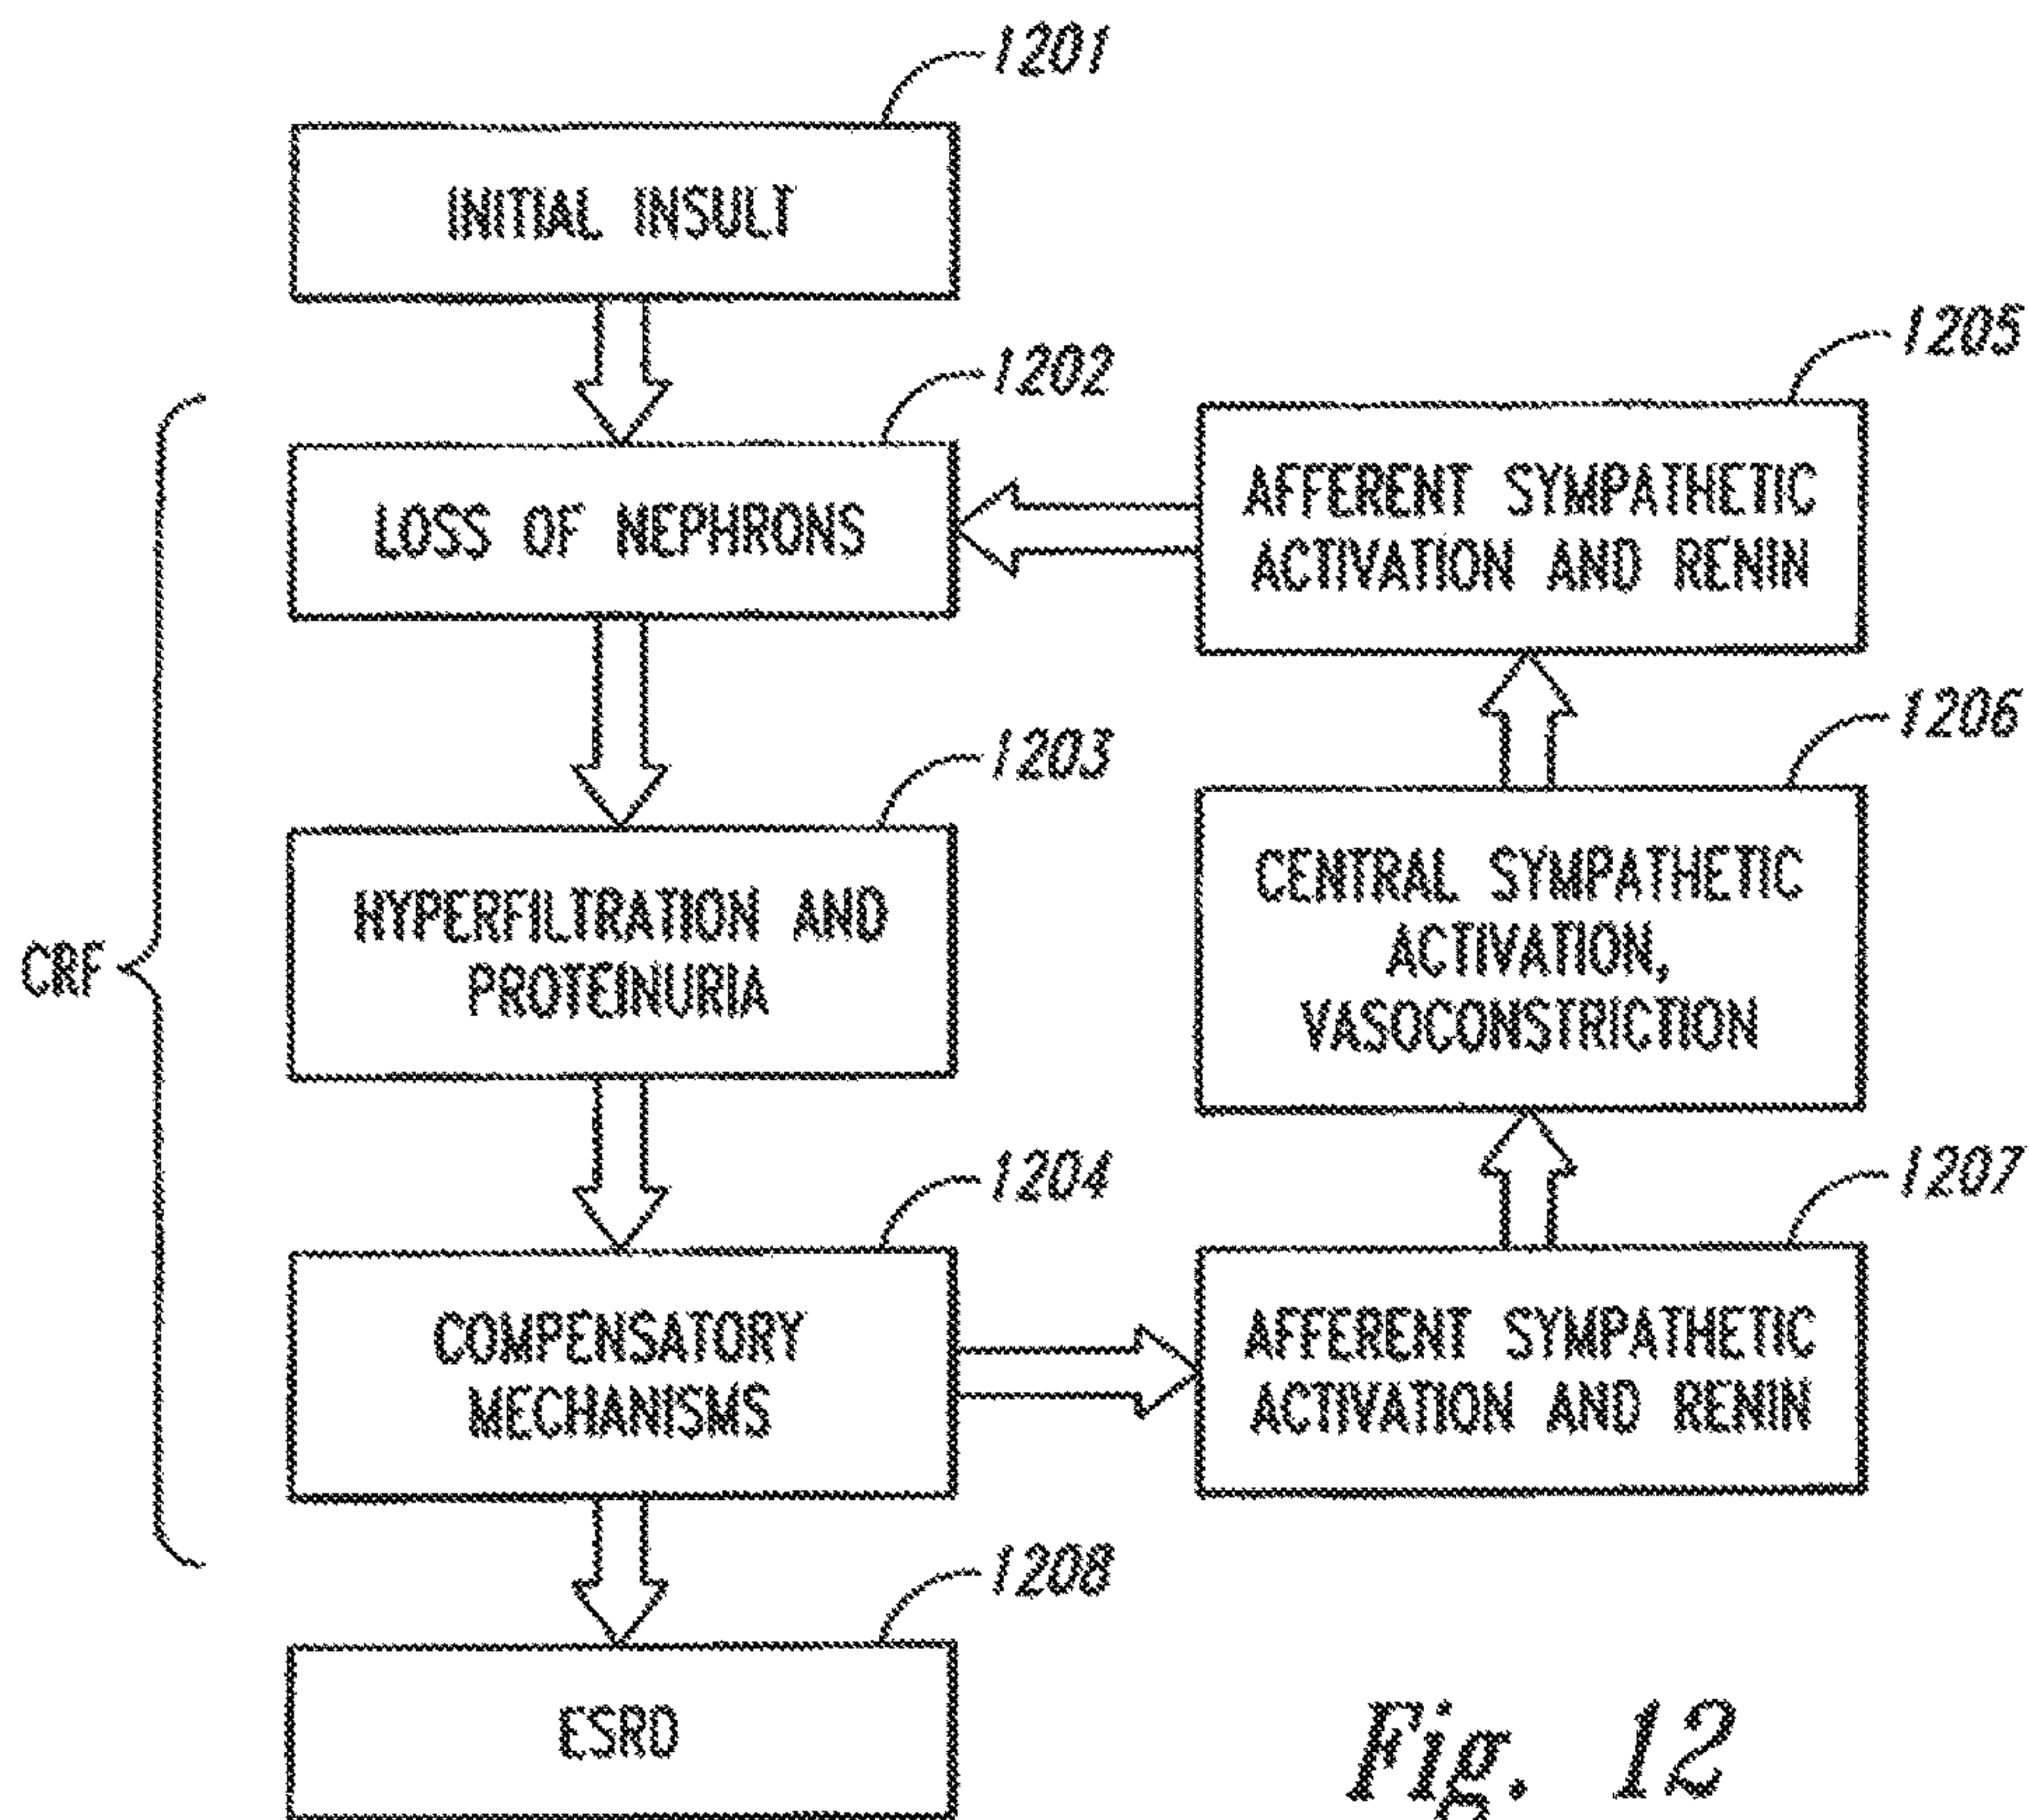 1201
INITIAL INSULT
1202
LOSS OF NEPHRONS
1203
HYPERFILTRATION AND
PROTEINURIA
CRF
1204
COMPENSATORY
MECHANISMS
1208
ESRD
1205
AFFERENT SYMPATHETIC
ACTIVATION AND RENIN
1206
CENTRAL SYMPATHETIC
ACTIVATION,
VASOCONSTRICTION
1207
AFFERENT SYMPATHETIC
ACTIVATION AND RENIN
Fig. 12